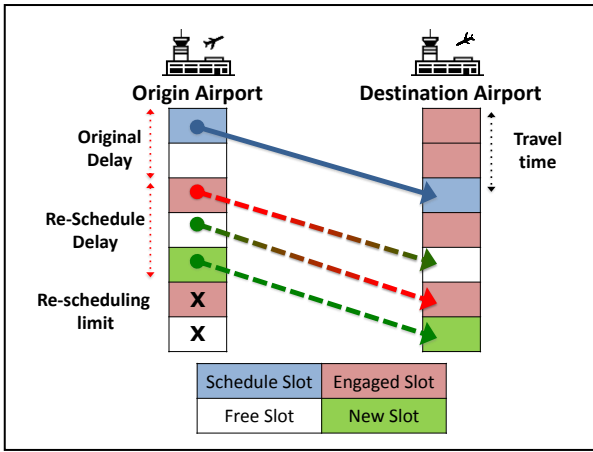 Origin Airport
Destination Airport
Original
Delay
Travel
time
Re-Schedule
Delay
Re-scheduling
limit
X
X
Schedule Slot
Engaged Slot
Free Slot
New Slot